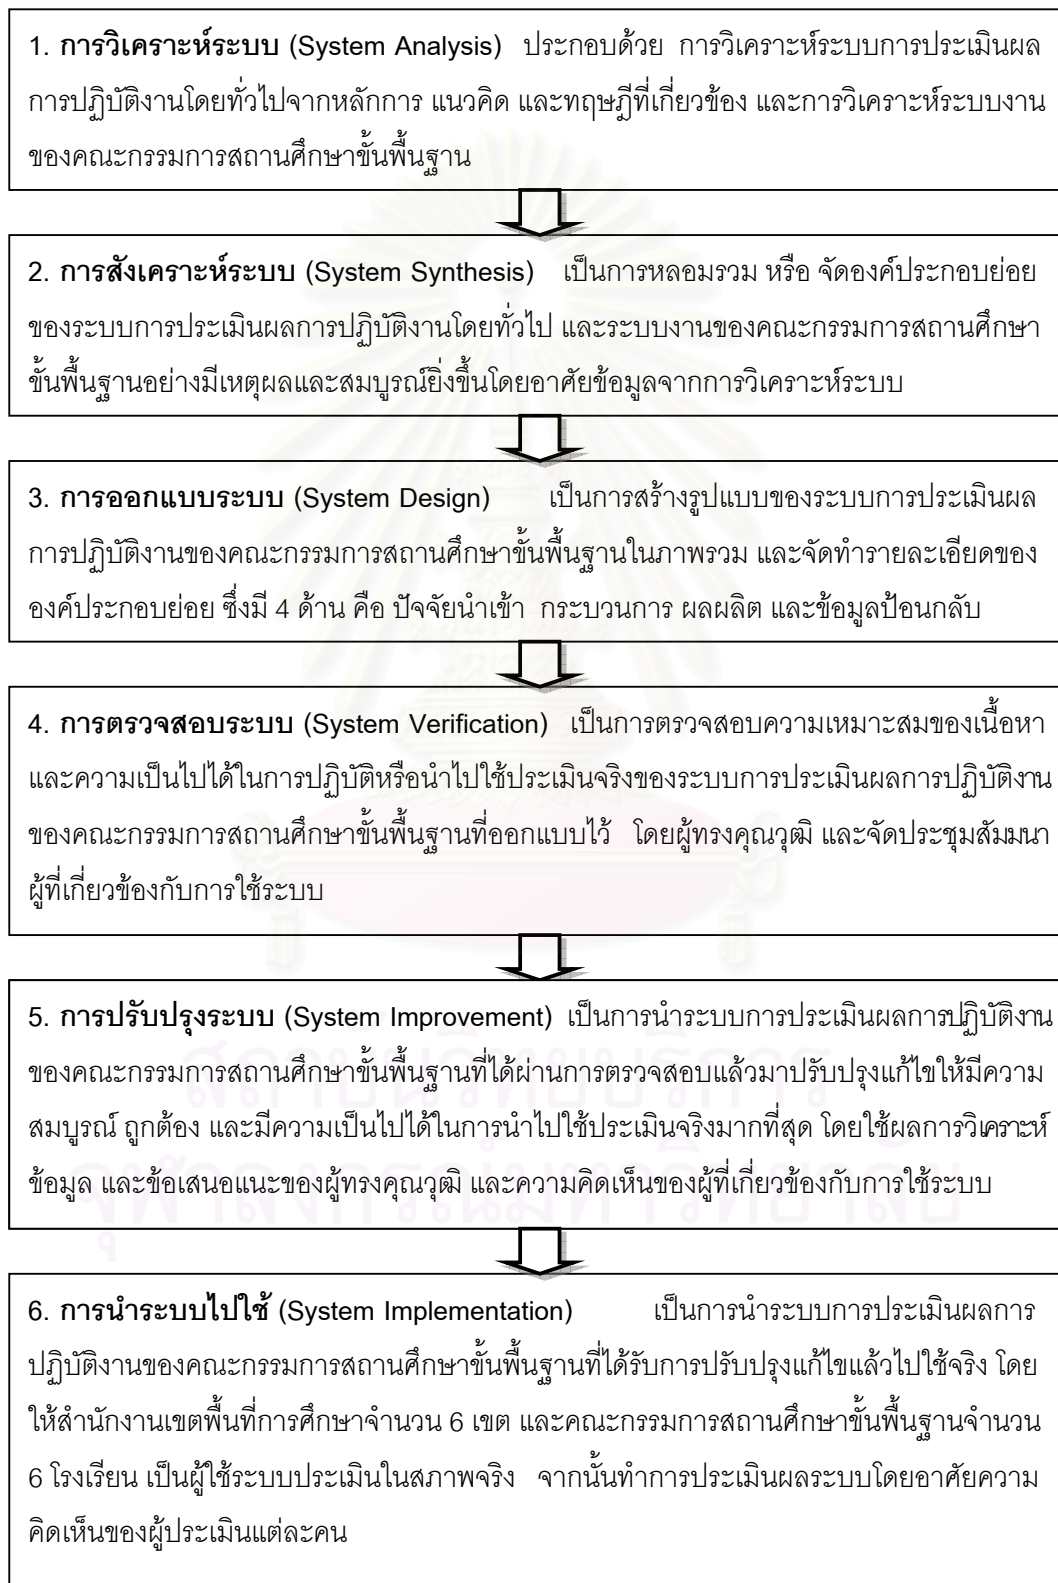 1. การวิเคราะห์ระบบ (System Analysis) ประกอบด้วย การวิเคราะห์ระบบการประเมินผล
การปฏิบัติงานโดยทั่วไปจากหลักการ แนวคิด และทฤษฎีที่เกี่ยวข้อง และการวิเคราะห์ระบบงาน
ของคณะกรรมการสถานศึกษาขั้นพื้นฐาน
2. การสังเคราะห์ระบบ (System Synthesis) เป็นการหลอมรวม หรือ จัดองค์ประกอบย่อย
ของระบบการประเมินผลการปฏิบัติงานโดยทั่วไป และระบบงานของคณะกรรมการสถานศึกษา
ขั้นพื้นฐานอย่างมีเหตุผลและสมบูรณ์ยิ่งขึ้นโดยอาศัยข้อมูลจากการวิเคราะห์ระบบ
3. การออกแบบระบบ (System Design) เป็นการสร้างรูปแบบของระบบการประเมินผล
การปฏิบัติงานของคณะกรรมการสถานศึกษาขั้นพื้นฐานในภาพรวม และจัดทำรายละเอียดของ
องค์ประกอบย่อย ซึ่งมี 4 ด้าน คือ ปัจจัยนำเข้า กระบวนการ ผลผลิต และข้อมูลป้อนกลับ
4. การตรวจสอบระบบ (System Verification) เป็นการตรวจสอบความเหมาะสมของเนื้อหา
และความเป็นไปได้ในการปฏิบัติหรือนำไปใช้ประเมินจริงของระบบการประเมินผลการปฏิบัติงาน
ของคณะกรรมการสถานศึกษาขั้นพื้นฐานที่ออกแบบไว้ โดยผู้ทรงคุณวุฒิ และจัดประชุมสัมมนา
ผู้ที่เกี่ยวข้องกับการใช้ระบบ
5. การปรับปรุงระบบ (System Improvement) เป็นการนำระบบการประเมินผลการปฏิบัติงาน
ของคณะกรรมการสถานศึกษาขั้นพื้นฐานที่ได้ผ่านการตรวจสอบแล้วมาปรับปรุงแก้ไขให้มีความ
สมบูรณ์ ถูกต้อง และมีความเป็นไปได้ในการนำไปใช้ประเมินจริงมากที่สุด โดยใช้ผลการวิเคราะห์
ข้อมูล และข้อเสนอแนะของผู้ทรงคุณวุฒิ และความคิดเห็นของผู้ที่เกี่ยวข้องกับการใช้ระบบ
สถาบันวิทยบริการ
จุฬาลงกรณ์มหาวิทยาลัย
6. การนำระบบไปใช้ (System Implementation) เป็นการนำระบบการประเมินผลการ
ปฏิบัติงานของคณะกรรมการสถานศึกษาขั้นพื้นฐานที่ได้รับการปรับปรุงแก้ไขแล้วไปใช้จริง โดย
ให้สำนักงานเขตพื้นที่การศึกษาจำนวน 6 เขต และคณะกรรมการสถานศึกษาขั้นพื้นฐานจำนวน
6 โรงเรียน เป็นผู้ใช้ระบบประเมินในสภาพจริง จากนั้นทำการประเมินผลระบบโดยอาศัยความ
คิดเห็นของผู้ประเมินแต่ละคน